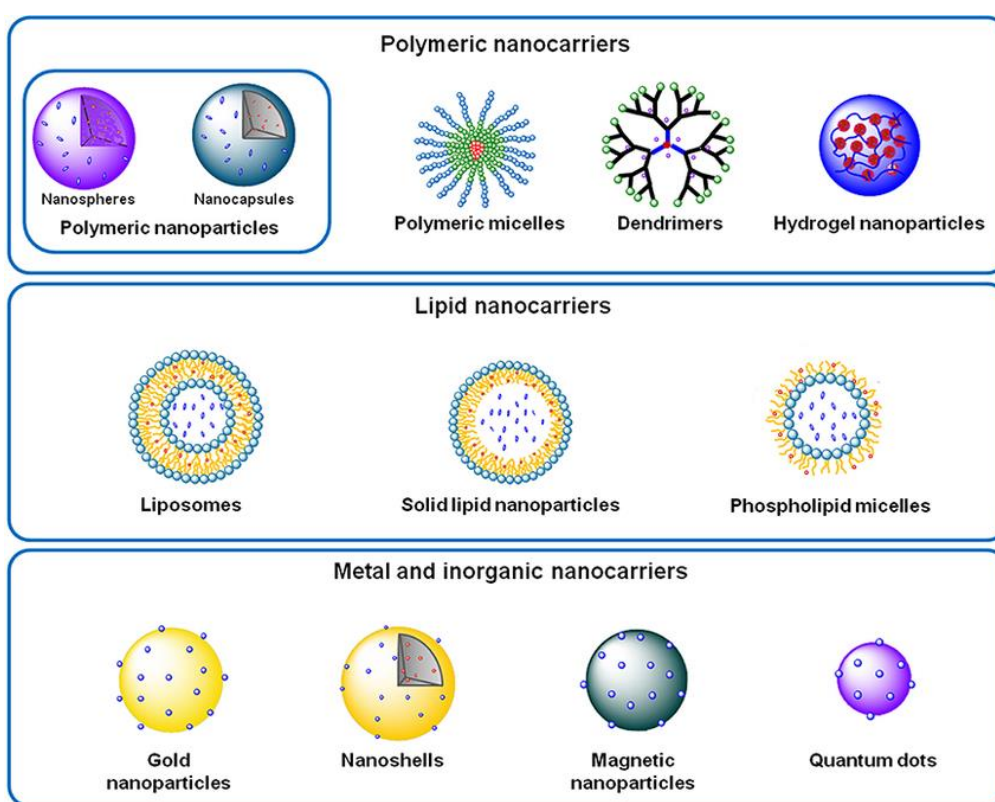 Polymeric nanocarriers
Nanospheres
Nanocapsules
Polymeric nanoparticles
Polymeric micelles
Dendrimers
Hydrogel nanoparticles
Lipid nanocarriers
Liposomes
Solid lipid nanoparticles
Phospholipid micelles
Metal and inorganic nanocarriers
Gold
nanoparticles
Nanoshells
Magnetic
nanoparticles
Quantum dots